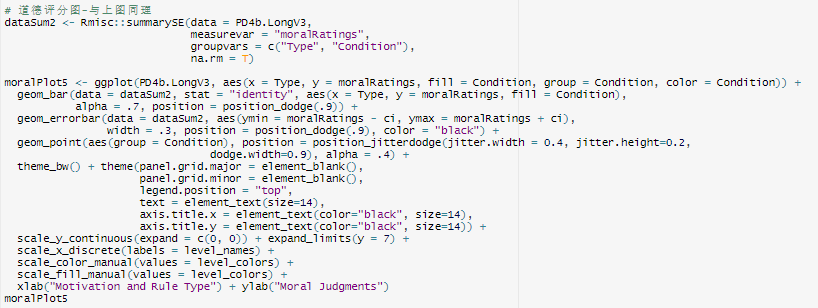 # 道德评分图-与上图同理
dataSum2 <- Rmisc::summarySE(data = PD4b.LongV3,
measurevar = "moralRatings",
groupvars = c("Type", "Condition"),
na.rm = T)
moralPlot5 <- ggplot(PD4b.LongV3, aes(x = Type, y = moralRatings, fill = Condition, group = Condition, color = Condition)) +
geom_bar(data = dataSum2, stat = "identity", aes(x = Type, y = moralRatings, fill = Condition),
alpha = .7, position = position_dodge(.9)) +
geom_errorbar(data = dataSum2, aes(ymin = moralRatings - ci, ymax = moralRatings + ci),
width = .3, position = position_dodge(.9), color = "black") +
geom_point(aes(group = Condition), position = position_jitterdodge(jitter.width = 0.4, jitter.height=0.2,
dodge.width=0.9), alpha = .4) +
theme_bw() + theme(panel.grid.major = element_blank(),
panel.grid.minor = element_blank(),
legend.position = "top",
text = element_text(size=14),
axis.title.x = element_text(color="black", size=14),
axis.title.y = element_text(color="black", size=14)) +
scale_y_continuous(expand = c(0, 0)) + expand_limits(y = 7) +
scale_x_discrete(labels = level_names) +
scale_color_manual(values = level_colors) +
scale_fill_manual(values = level_colors) +
xlab("Motivation and Rule Type") + ylab("Moral Judgments")
moralPlot5